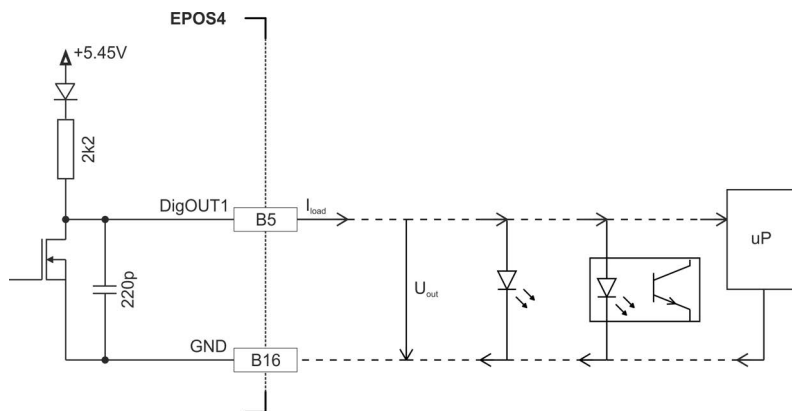 EPOS4
+5.45V
2k2
DigOUT1
B5
Iload
uP
220p
Uout
GND
B16